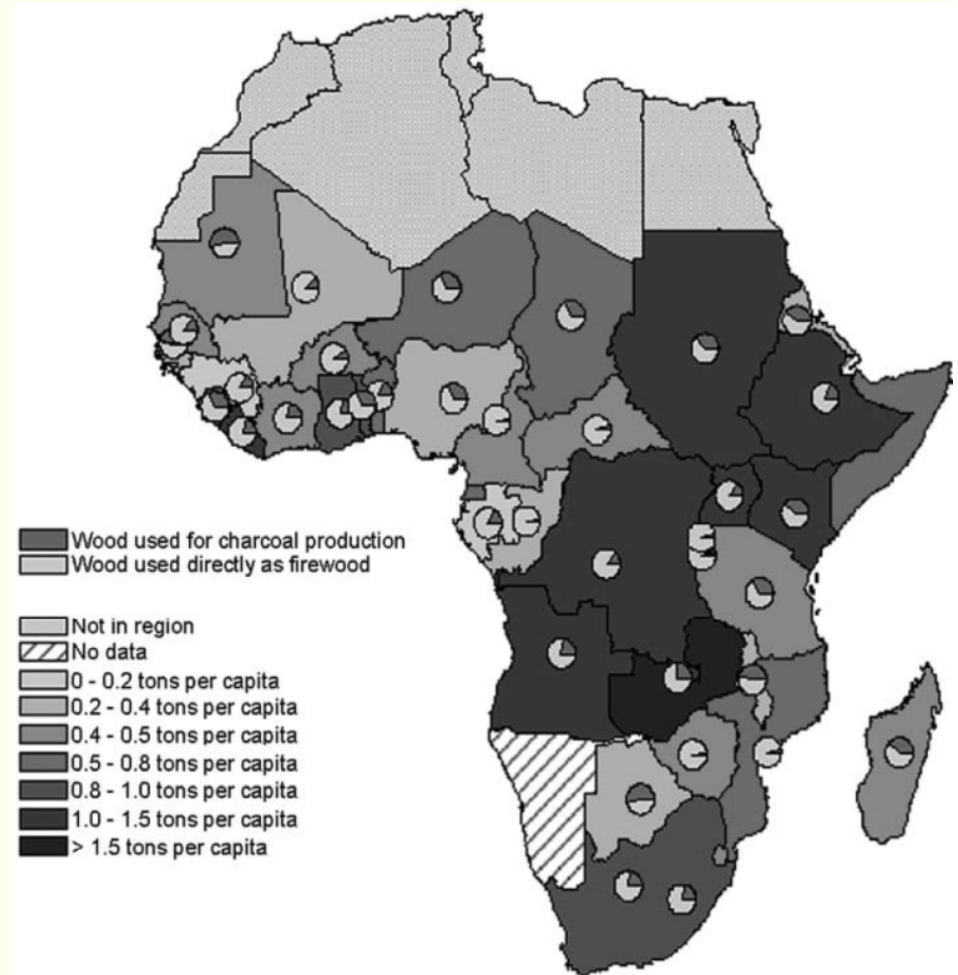 Wood used for charcoal production
Wood used directly as firewood
Not in region
No data
0 - 0.2 tons per capita
0.2 - 0.4 tons per capita
0.4 - 0.5 tons per capita
0.5 - 0.8 tons per capita
0.8 - 1.0 tons per capita
1.0 - 1.5 tons per capita
> 1.5 tons per capita